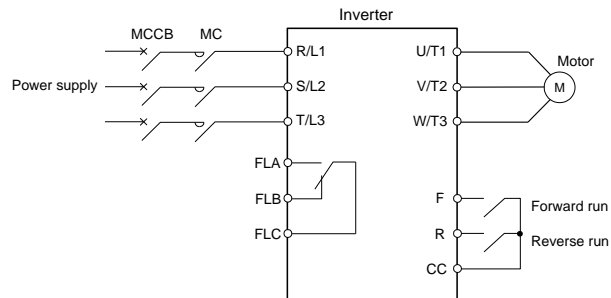 Inverter
MCCB MC
R/L1 U/T1 Motor
Power supply S/L2 V/T2 M
T/L3 W/T3
FLA
FLB F Forward run
FLC R Reverse run
CC